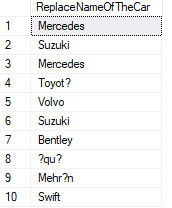 ReplaceNameOfTheCar
1 Mercedes
2 Suzuki
3 Mercedes
4 Toyot?
5 Volvo
6 Suzuki
7 Bentley
8 ?qu?
9 Mehr?n
10 Swift